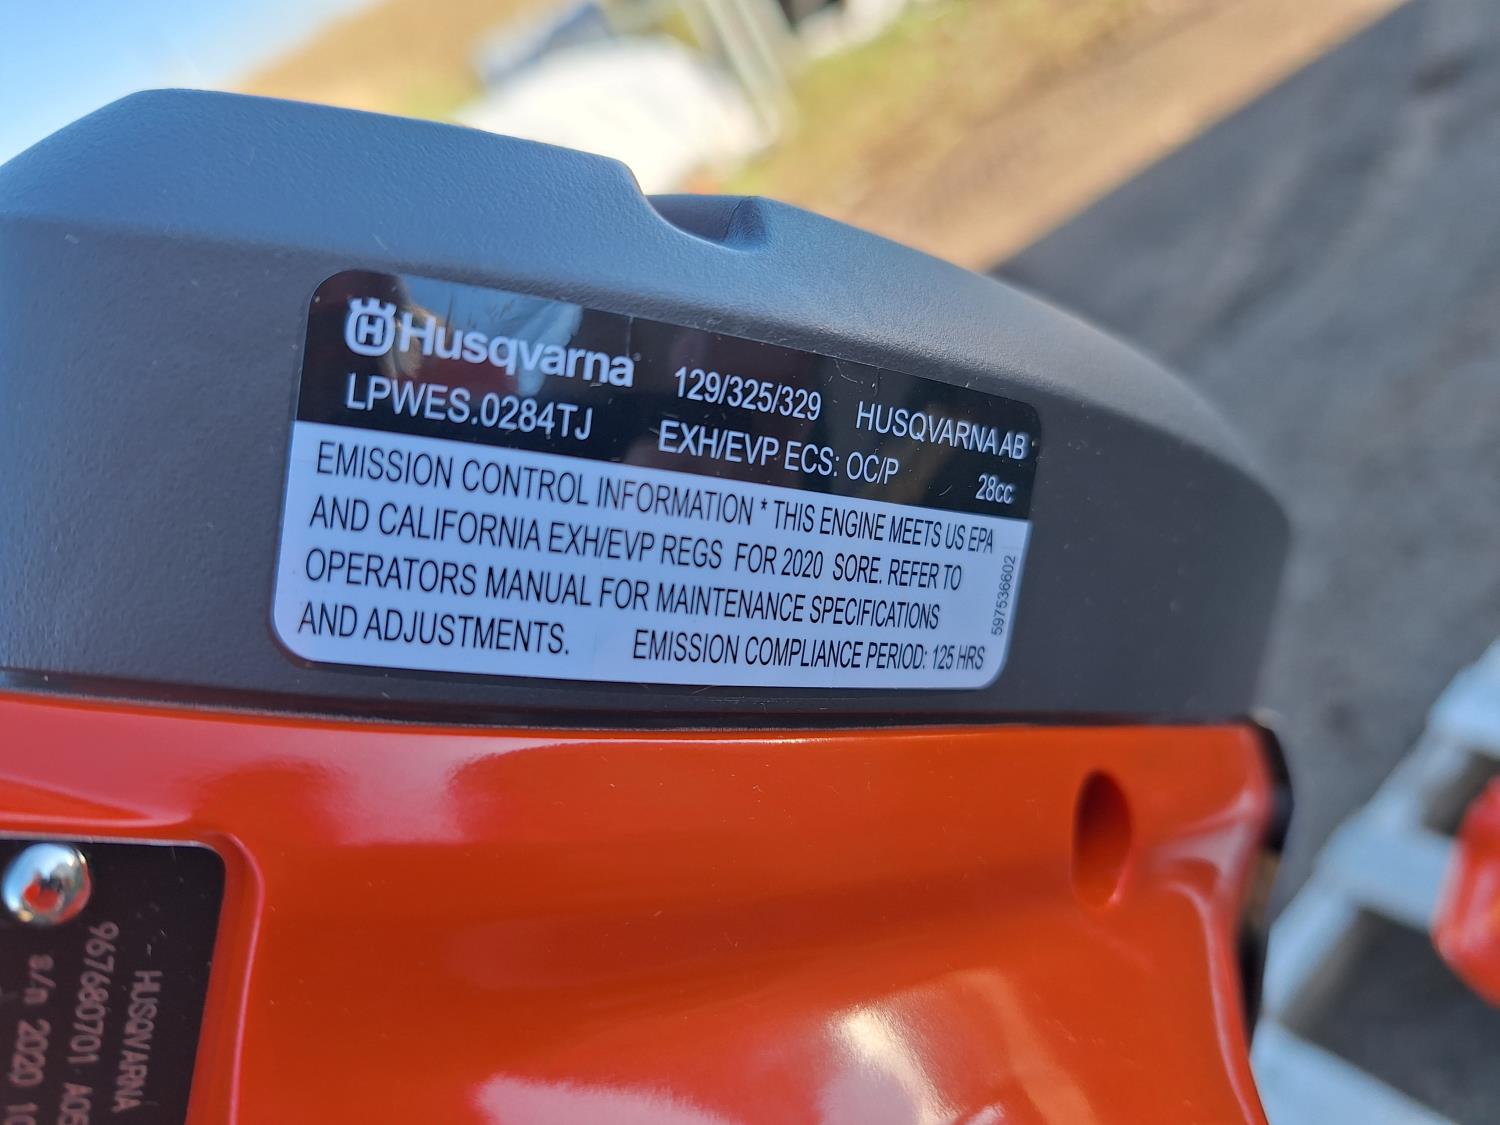 Husqvarna 129/325/329 HUSQVARNA AB
LPWES.0284TJ EXH/EVP ECS: OC/P 28cc
EMISSION CONTROL INFORMATION * THIS ENGINE MEETS US EPA
AND CALIFORNIA EXH/EVP REGS FOR 2020 SORE. REFER TO
OPERATORS MANUAL FOR MAINTENANCE SPECIFICATIONS
AND ADJUSTMENTS. EMISSION COMPLIANCE PERIOD: 125 HRS
597536602
HUSQVARNA
967680701
s/n 2020